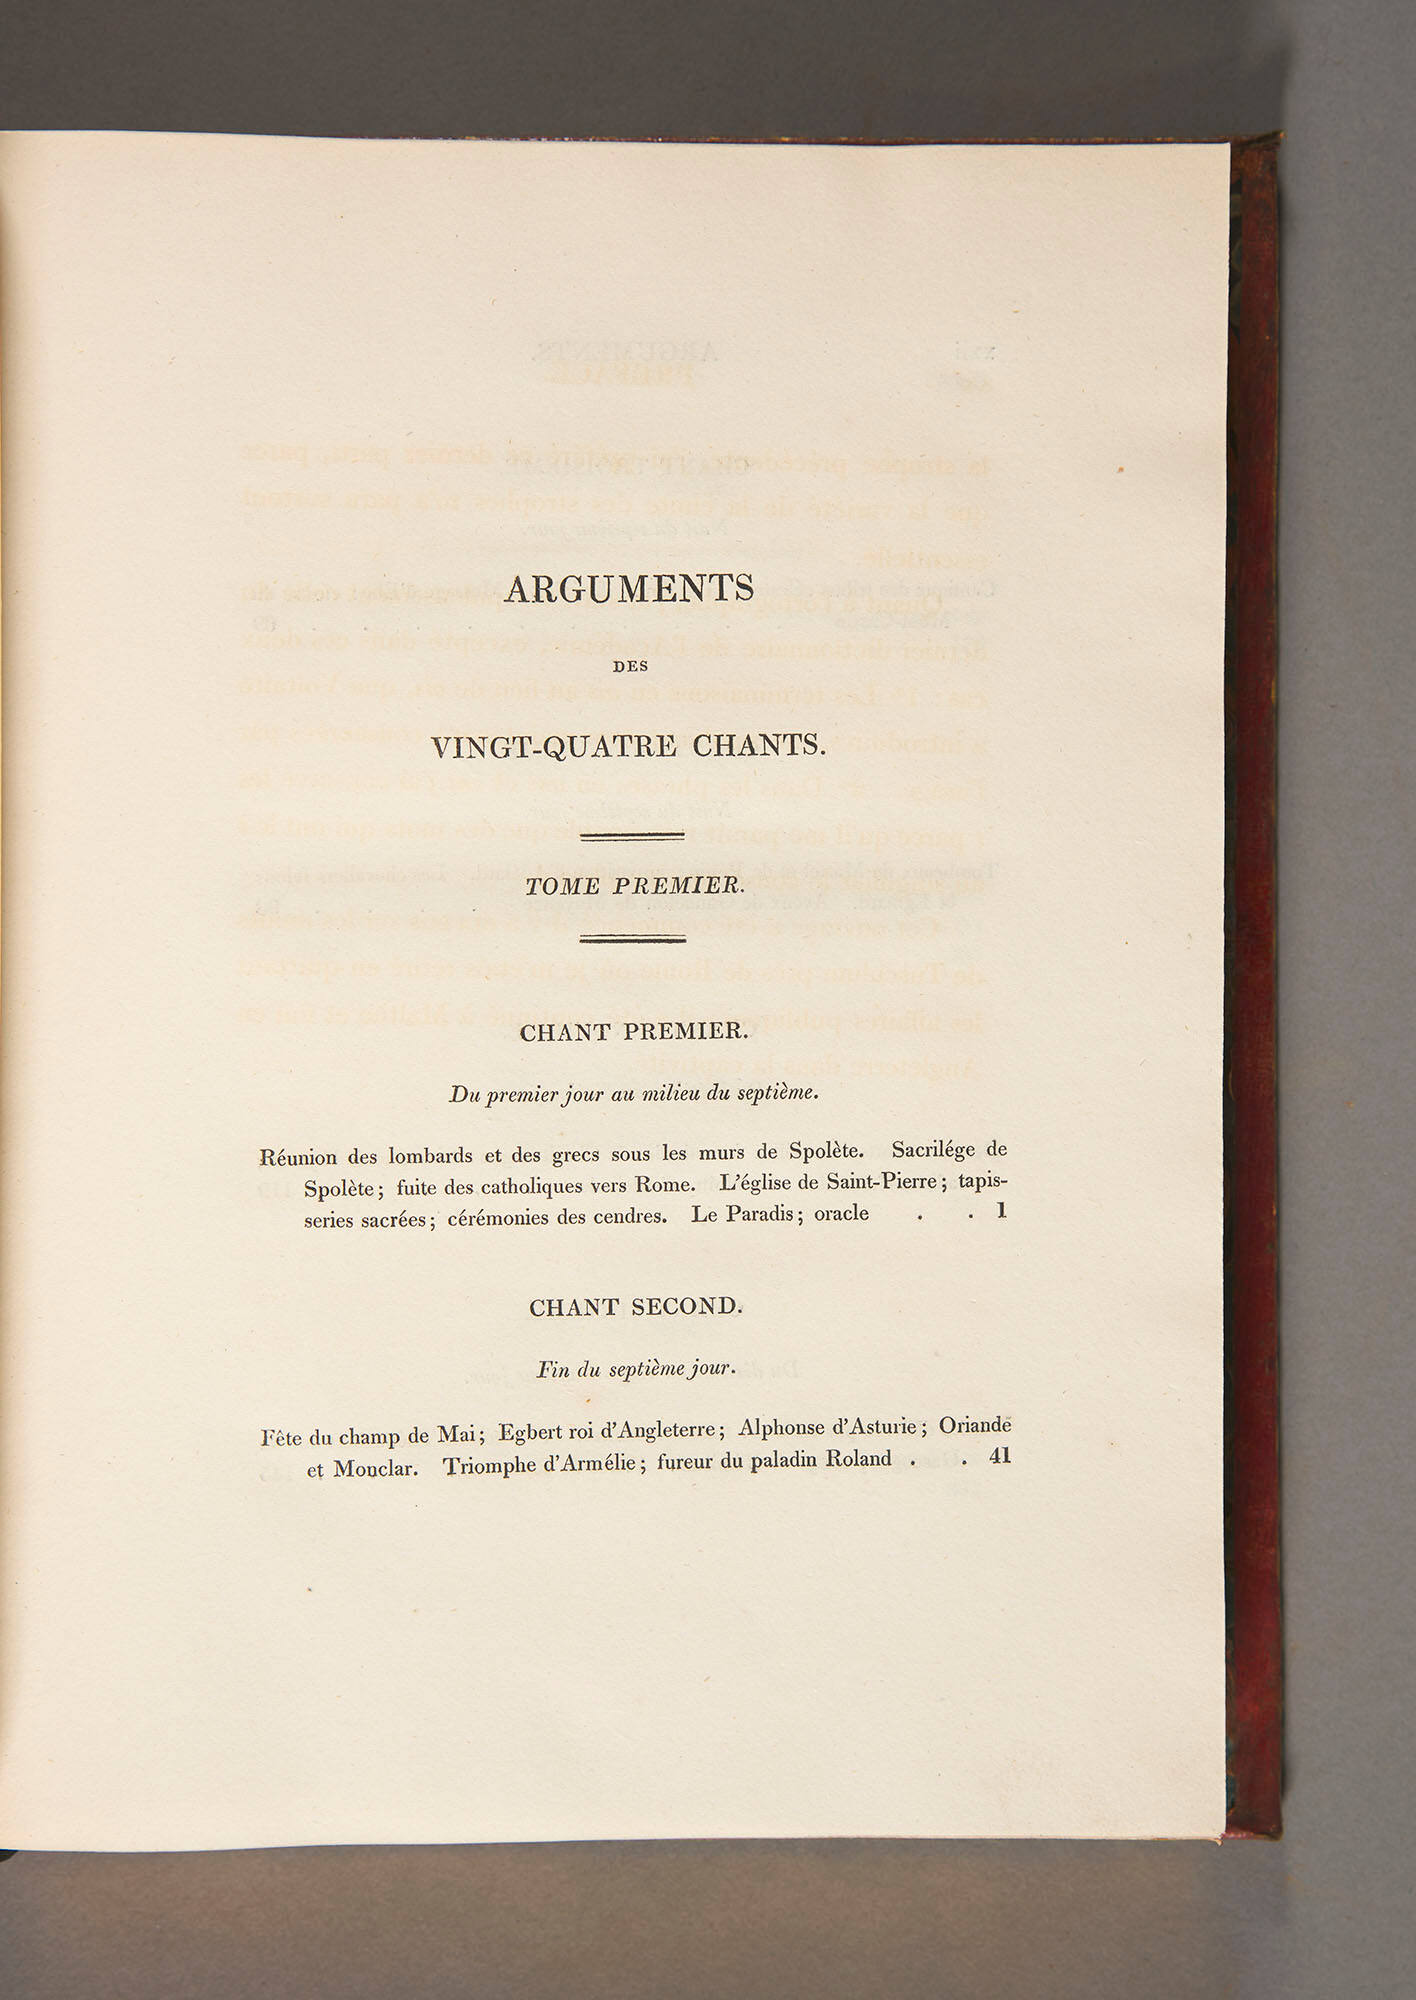 ARGUMENTS
DES
VINGT-QUATRE CHANTS.
TOME PREMIER.
CHANT PREMIER.
Du premier jour au milieu du septième.
Réunion des lombards et des grecs sous les murs de Spolète. Sacrilége de
Spolète; fuite des catholiques vers Rome. L'église de Saint-Pierre; tapis-
series sacrées; cérémonies des cendres. Le Paradis; oracle . . 1
CHANT SECOND.
Fin du septième jour.
Fête du champ de Mai; Egbert roi d'Angleterre; Alphonse d'Asturie; Oriande
et Monclar. Triomphe d'Armélie; fureur du paladin Roland . . 41